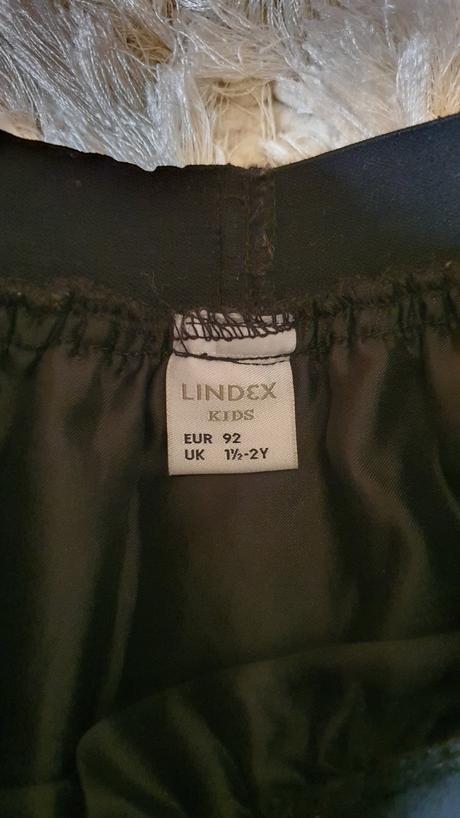 LINDEX
KIDS
EUR 92
UK 1½-2Y